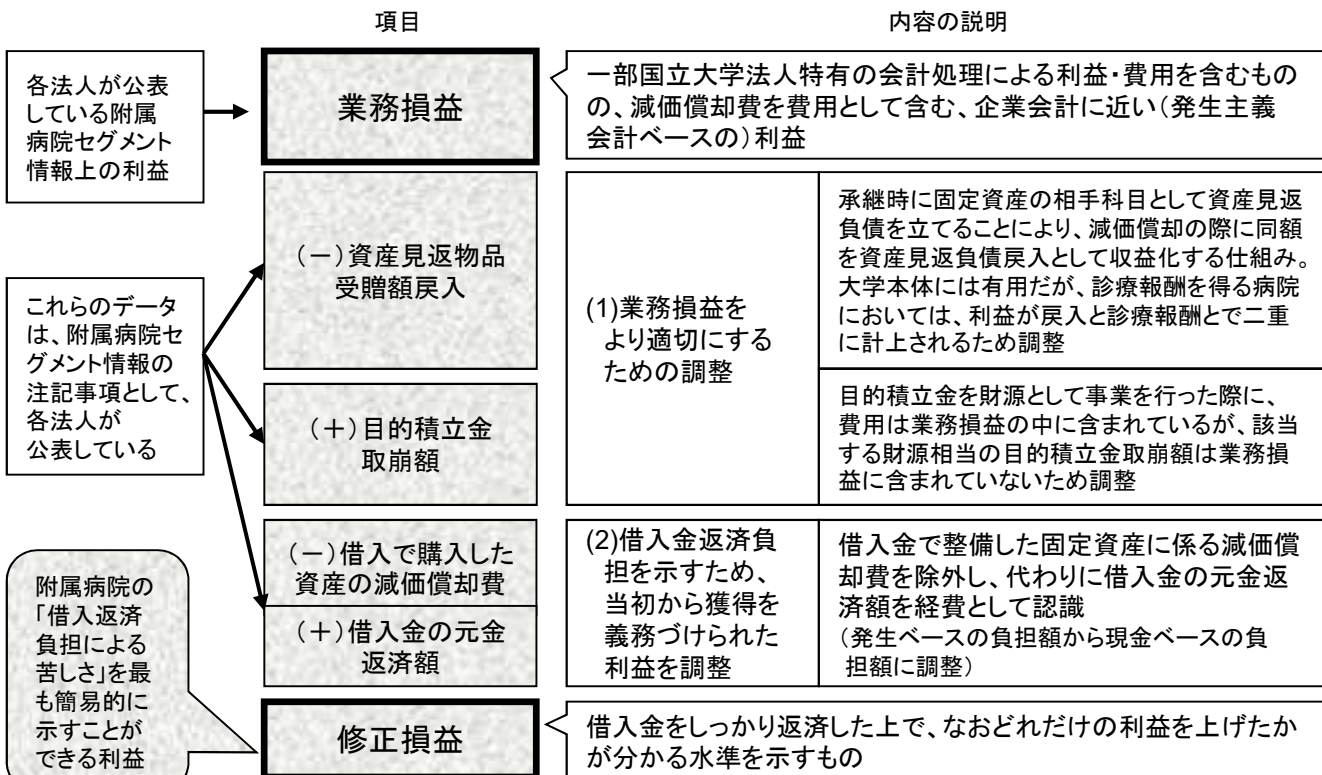 項目
内容の説明
各法人が公表
している附属
病院セグメント
情報上の利益
業務損益
一部国立大学法人特有の会計処理による利益・費用を含むもの
の、減価償却費を費用として含む、企業会計に近い(発生主義
会計ベースの)利益
これらのデータ
は、附属病院セ
グメント情報の
注記事項として、
各法人が
公表している
(-)資産見返物品
受贈額戻入
(1)業務損益を
より適切にする
ための調整
承継時に固定資産の相手科目として資産見返
負債を立てることにより、減価償却の際に同額
を資産見返負債戻入として収益化する仕組み。
大学本体には有用だが、診療報酬を得る病院
においては、利益が戻入と診療報酬とで二重
に計上されるため調整
(+)目的積立金
取崩額
目的積立金を財源として事業を行った際に、
費用は業務損益の中に含まれているが、該当
する財源相当の目的積立金取崩額は業務損
益に含まれていないため調整
(-)借入で購入した
資産の減価償却費
(+)借入金の元金
返済額
(2)借入金返済負
担を示すため、
当初から獲得を
義務づけられた
利益を調整
借入金で整備した固定資産に係る減価償
却費を除外し、代わりに借入金の元金返
済額を経費として認識
(発生ベースの負担額から現金ベースの負
担額に調整)
附属病院の
「借入返済
負担による
苦しさ」を最
も簡易的に
示すことが
できる利益
修正損益
借入金をしっかり返済した上で、なおどれだけの利益を上げたか
が分かる水準を示すもの